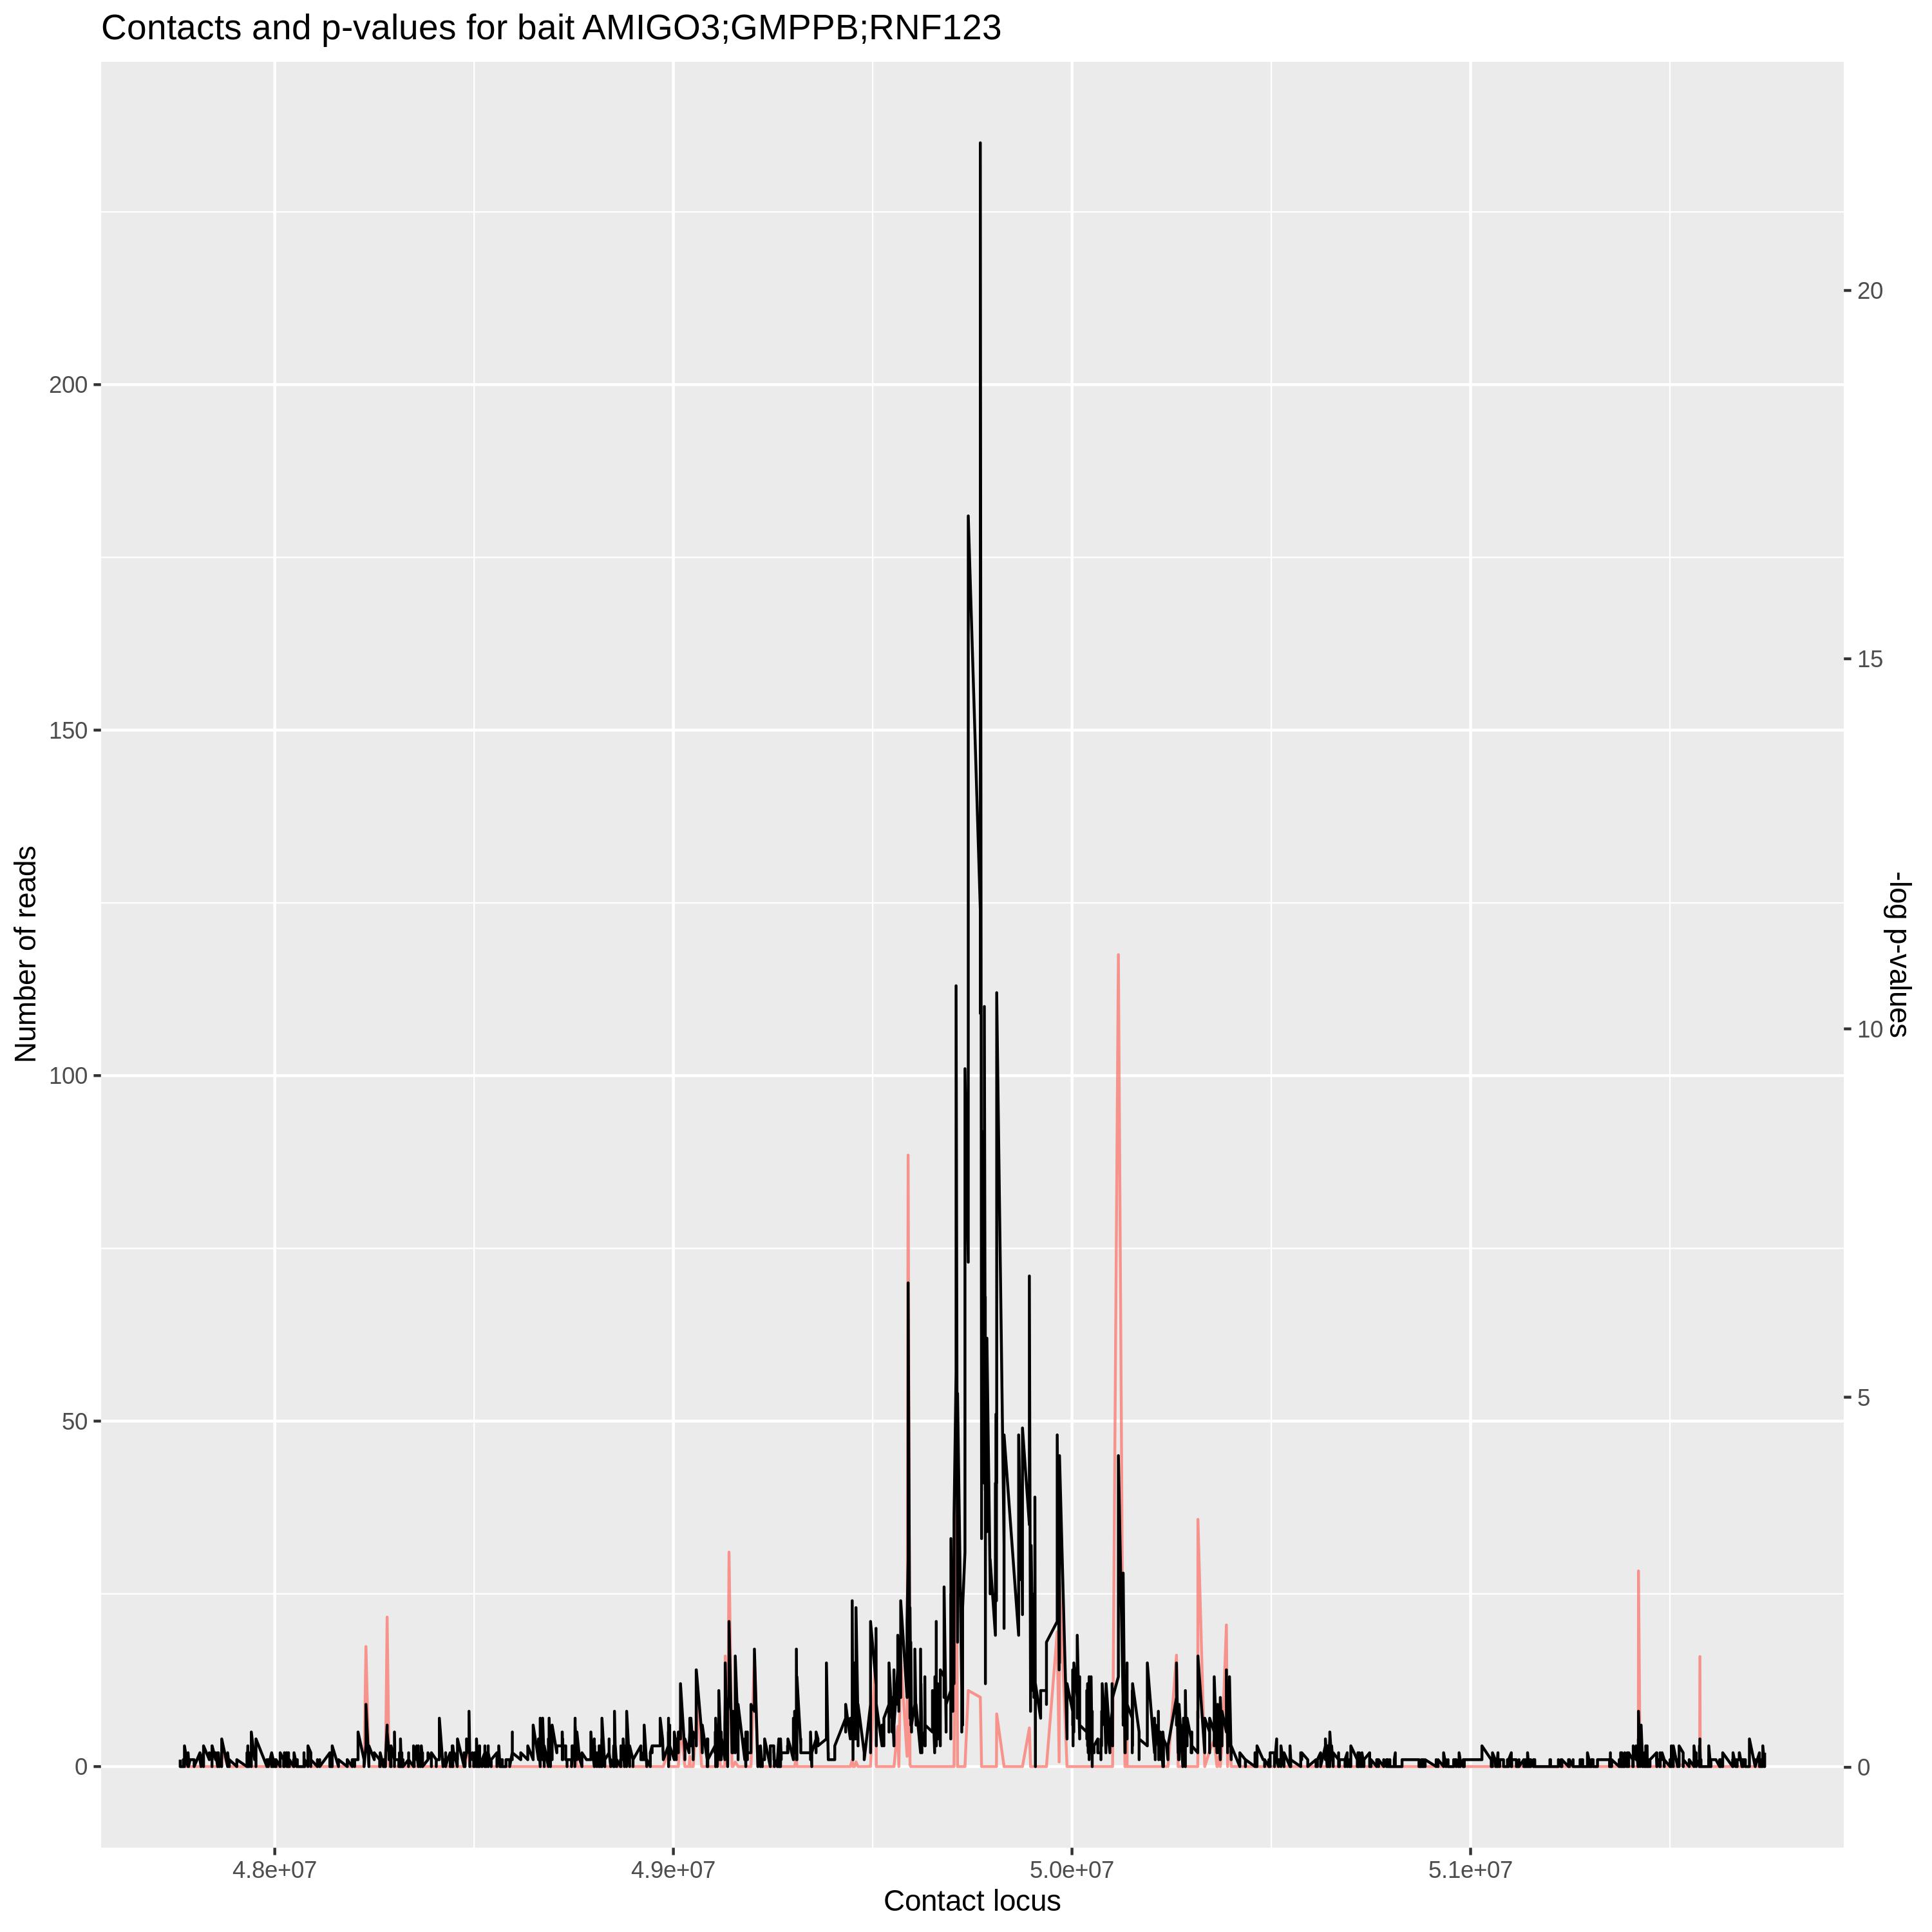 Contacts and p-values for bait AMIGO3;GMPPB;RNF123
Number of reads
200
150
100
50
0
20
15
10
5
0
-log p-values
4.8e+07 4.9e+07 5.0e+07 5.1e+07
Contact locus